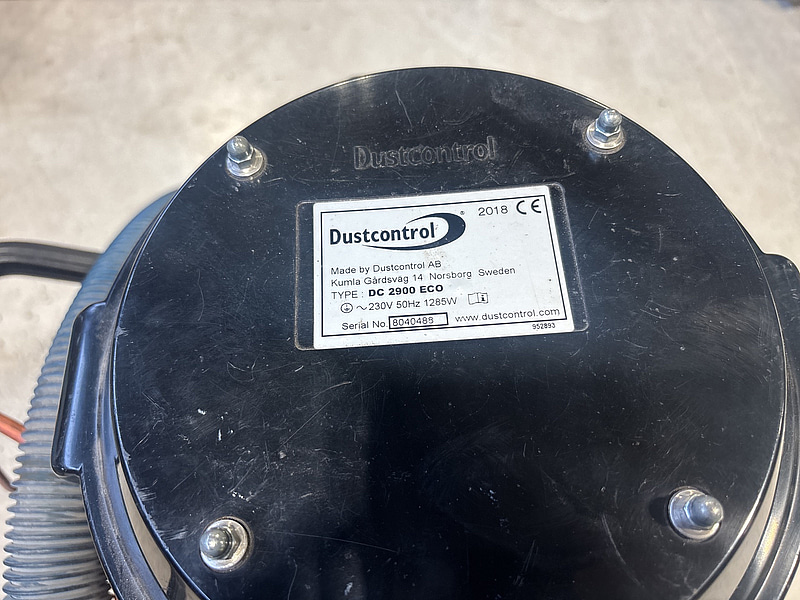 Dustcontrol
Dustcontrol ® 2018 CE
Made by Dustcontrol AB
Kumla Gårdsväg 14 Norsborg Sweden
TYPE : DC 2900 ECO
~230V 50Hz 1285W
Serial No. 8040486 www.dustcontrol.com
952893